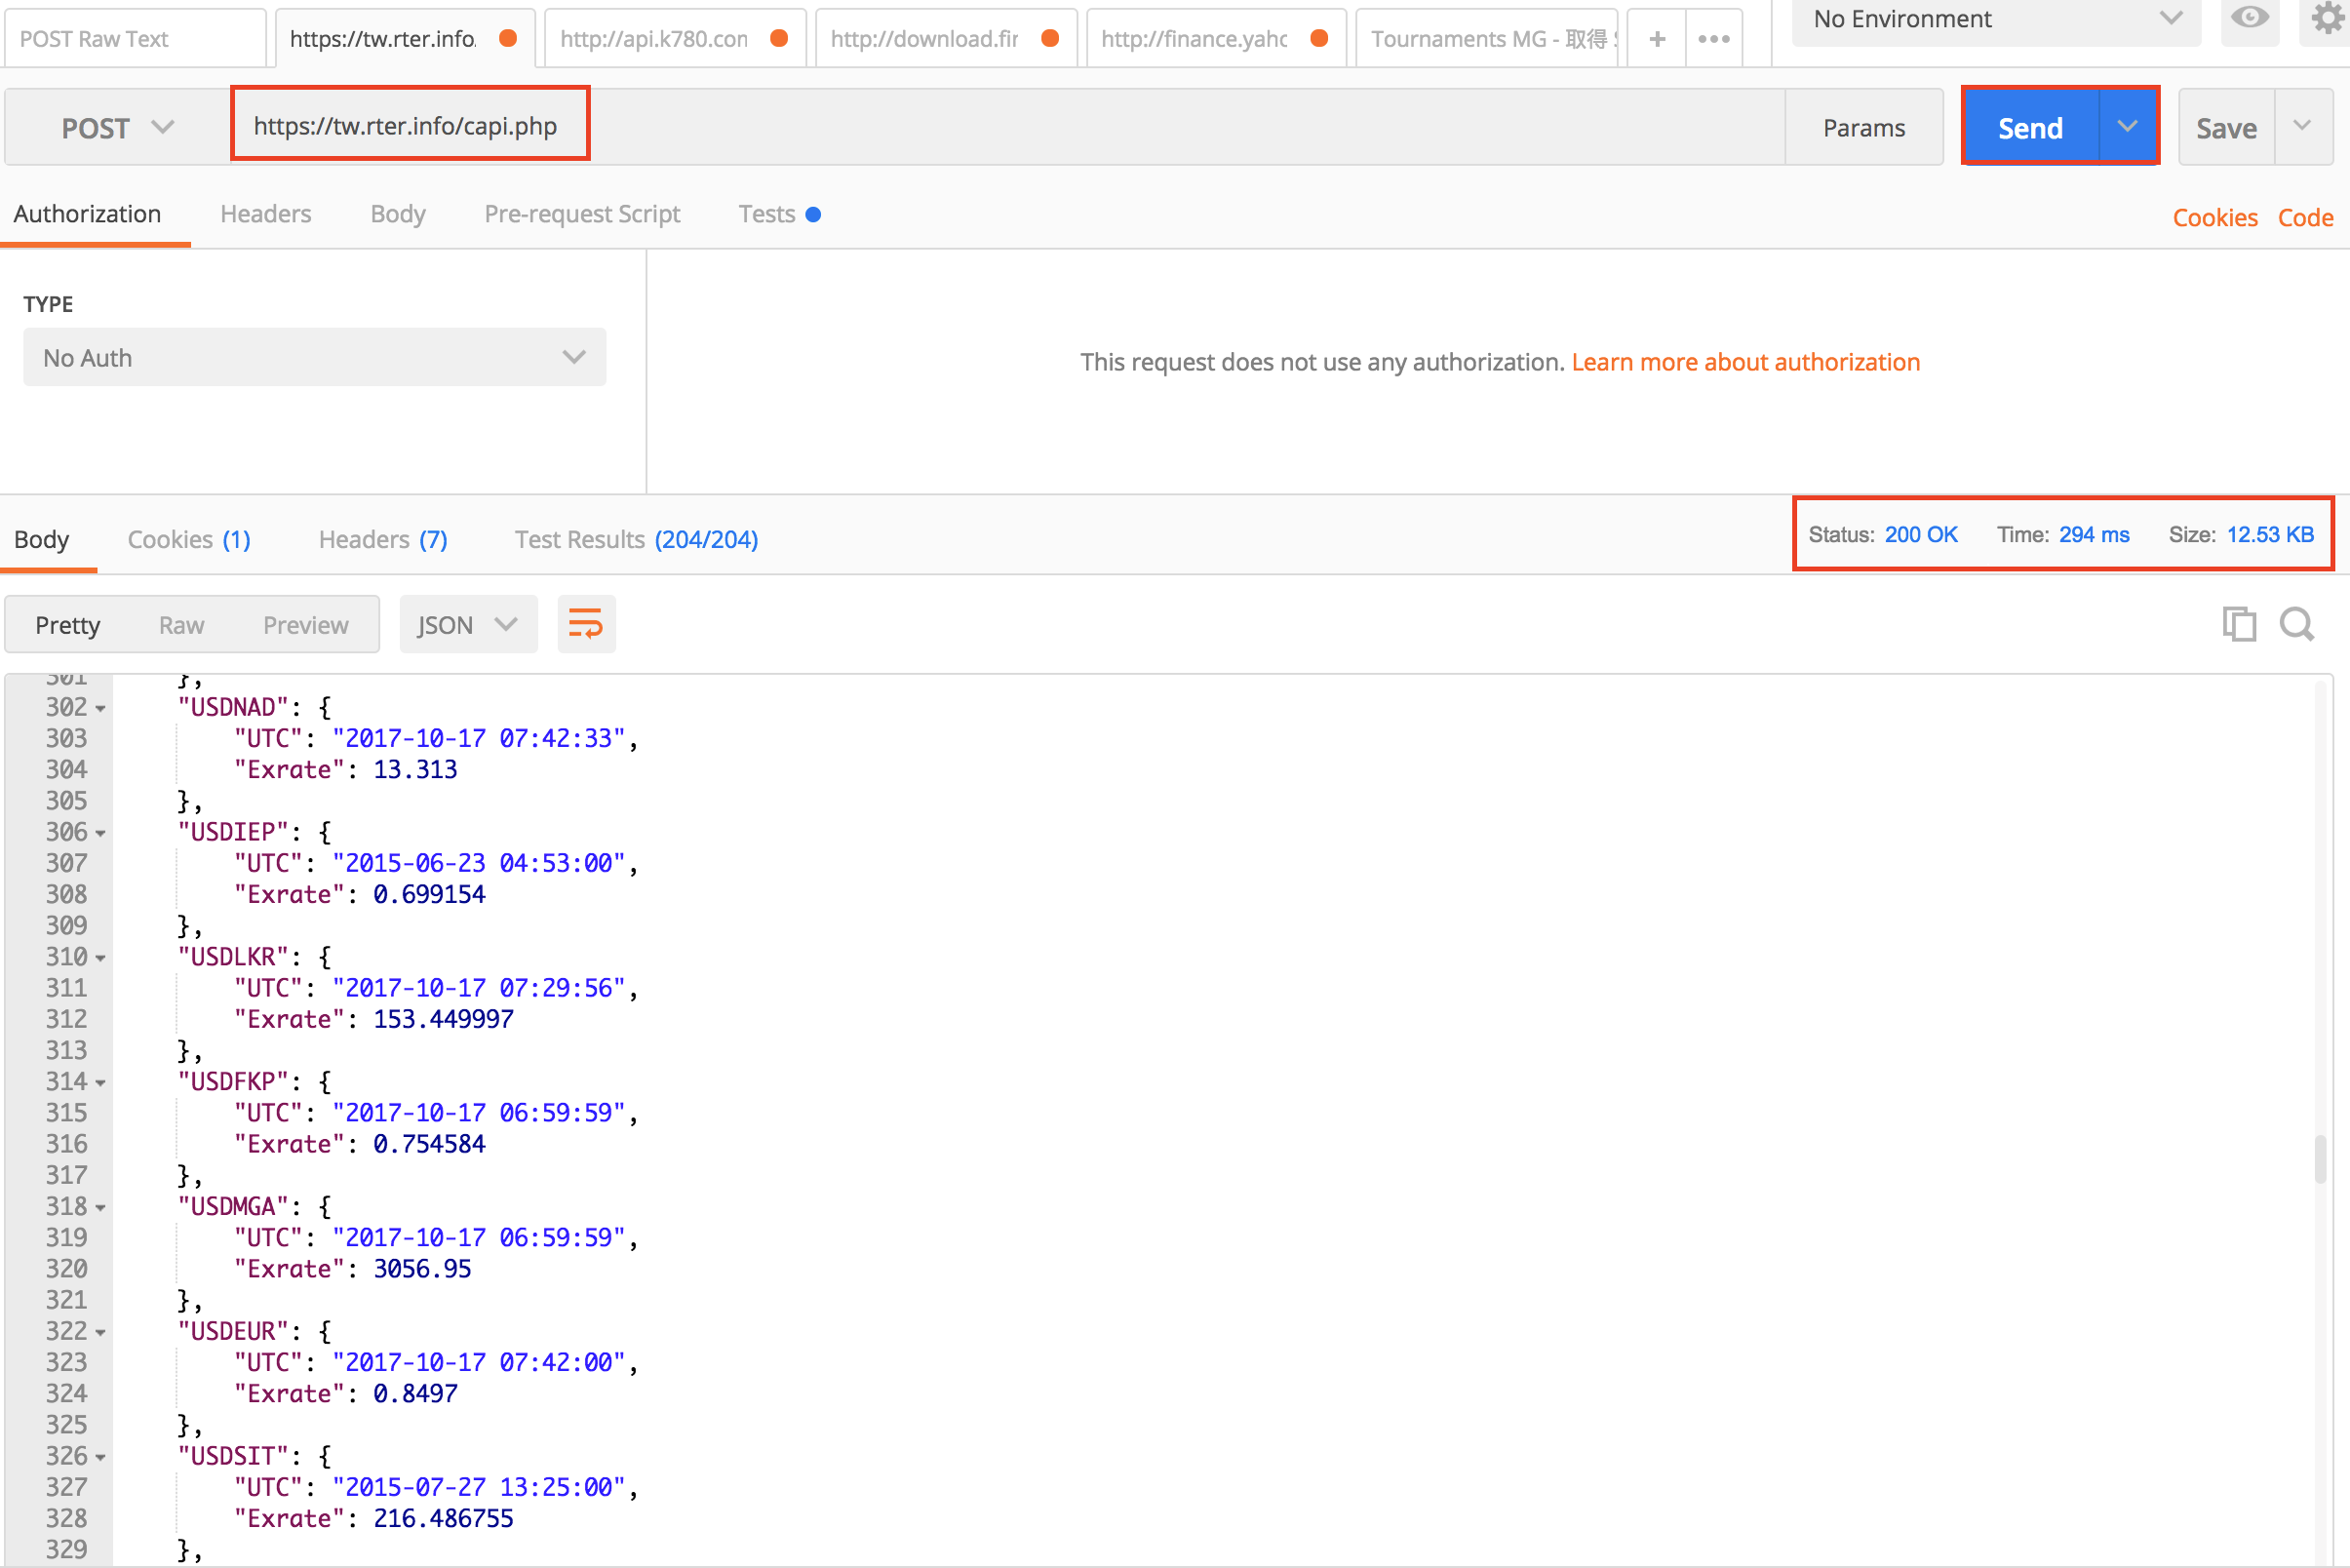 POST Raw Text
https://tw.rter.info.
http://api.k780.con
http://download.fir
http://finance.yahc
Tournaments MG - 取得
+
•••
No Environment
POST
https://tw.rter.info/capi.php
Params
Send
Save
Authorization
Headers
Body
Pre-request Script
Tests
Cookies
Code
TYPE
No Auth
This request does not use any authorization. Learn more about authorization
Body
Cookies (1)
Headers (7)
Test Results (204/204)
Status: 200 OK
Time: 294 ms
Size: 12.53 KB
Pretty
Raw
Preview
JSON
301 },
302 "USDNAD": {
303 "UTC": "2017-10-17 07:42:33",
304 "Exrate": 13.313
305 },
306 "USDIEP": {
307 "UTC": "2015-06-23 04:53:00",
308 "Exrate": 0.699154
309 },
310 "USDLKR": {
311 "UTC": "2017-10-17 07:29:56",
312 "Exrate": 153.449997
313 },
314 "USDFKP": {
315 "UTC": "2017-10-17 06:59:59",
316 "Exrate": 0.754584
317 },
318 "USDMGA": {
319 "UTC": "2017-10-17 06:59:59",
320 "Exrate": 3056.95
321 },
322 "USDEUR": {
323 "UTC": "2017-10-17 07:42:00",
324 "Exrate": 0.8497
325 },
326 "USDSIT": {
327 "UTC": "2015-07-27 13:25:00",
328 "Exrate": 216.486755
329 },